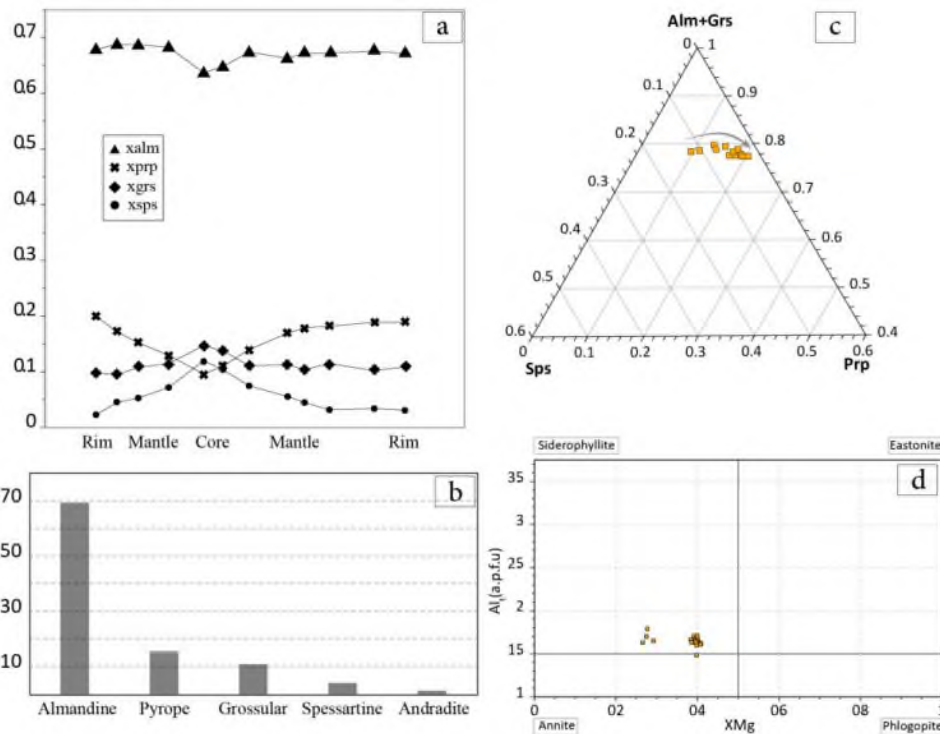 a
0.7
0.6
0.5
0.4
0.3
0.2
0.1
0
xalm
xprp
xgrs
xsps
Rim Mantle Core Mantle Rim
b
70
50
30
10
Almandine Pyrope Grossular Spessartine Andradite
c
Alm+Grs
0 1
0.1 0.9
0.2 0.8
0.3 0.7
0.4 0.6
0.5 0.5
0.6 0.4
0 0.1 0.2 0.3 0.4 0.5 0.6
Sps Prp
Siderophyllite Eastonite
d
35
3
25
2
15
1
Al,(a.p.f.u)
0 02 04 06 08
Annite XMg Phlogopite